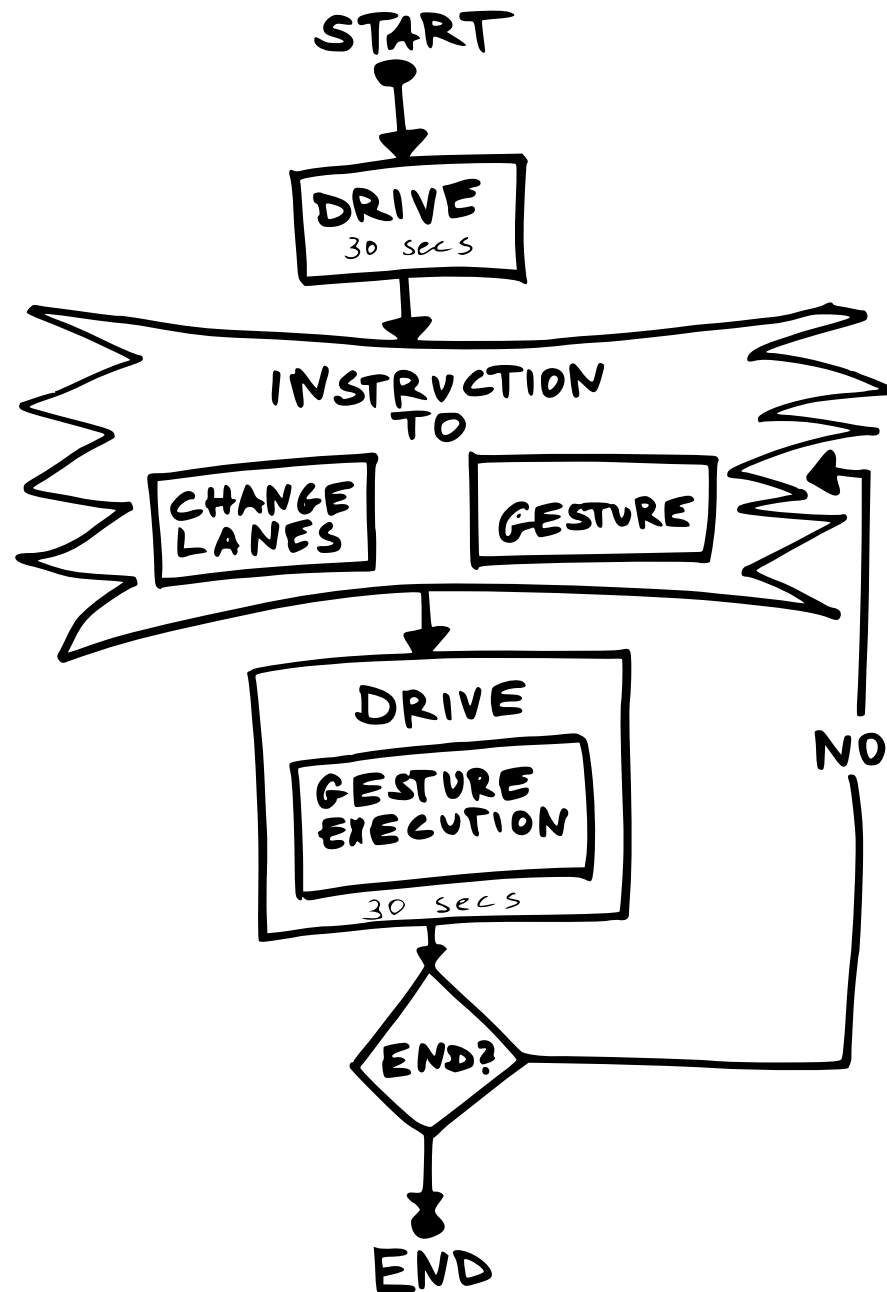 START
DRIVE
30 secs
INSTRUCTION
TO
CHANGE
LANES
GESTURE
DRIVE
GESTURE
EXECUTION
30 secs
NO
END?
END